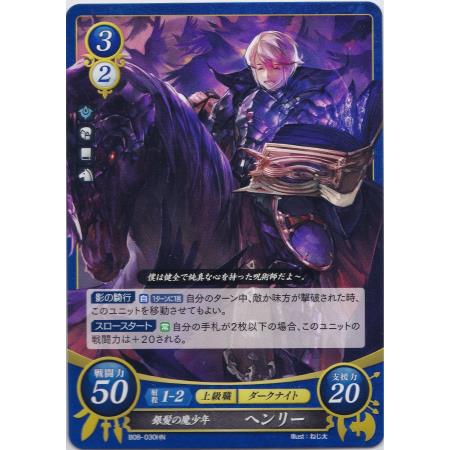 3
2
僕は健全で純真な心を持った呪術師だよ～。
影の騎行 自 1ターンに1回 自分のターン中、敵か味方が撃破された時、
このユニットを移動させてもよい。
スロースタート 常 自分の手札が2枚以下の場合、このユニットの
戦闘力は＋20される。
戦闘力 50 射程 1-2 上級職 ダークナイト 支援力 20
銀髪の魔少年 ヘンリー
B08-030HN Illust：ねじ太